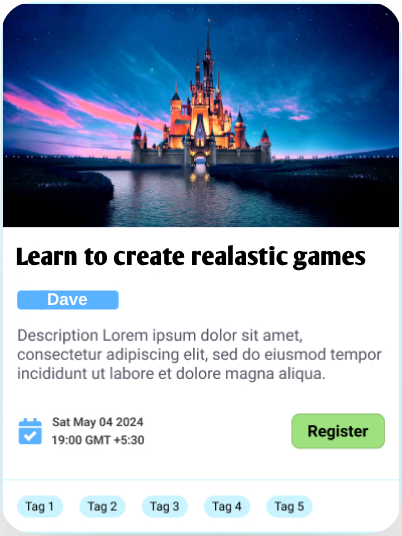 Learn to create realastic games
Dave
Description Lorem ipsum dolor sit amet,
consectetur adipiscing elit, sed do eiusmod tempor
incididunt ut labore et dolore magna aliqua.
Sat May 04 2024
19:00 GMT +5:30
Register
Tag 1
Tag 2
Tag 3
Tag 4
Tag 5